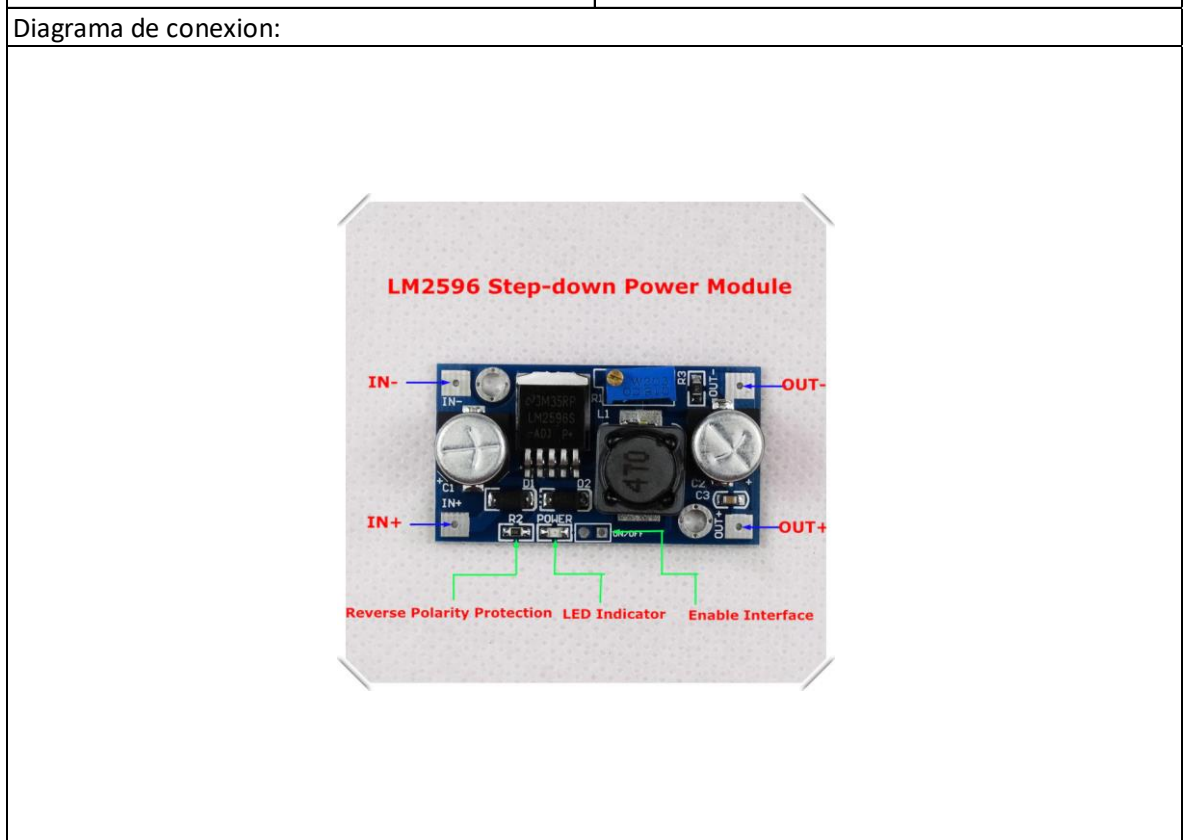 Diagrama de conexion:
LM2596 Step-down Power Module
IN-
OUT-
IN-
OUT-
R3
R1
L1
LM2596S
-ADJ P+
470
C1
D2
C2
C3
IN+
IN+
R2
POWER
ON/OFF
OUT+
OUT+
Reverse Polarity Protection
LED Indicator
Enable Interface